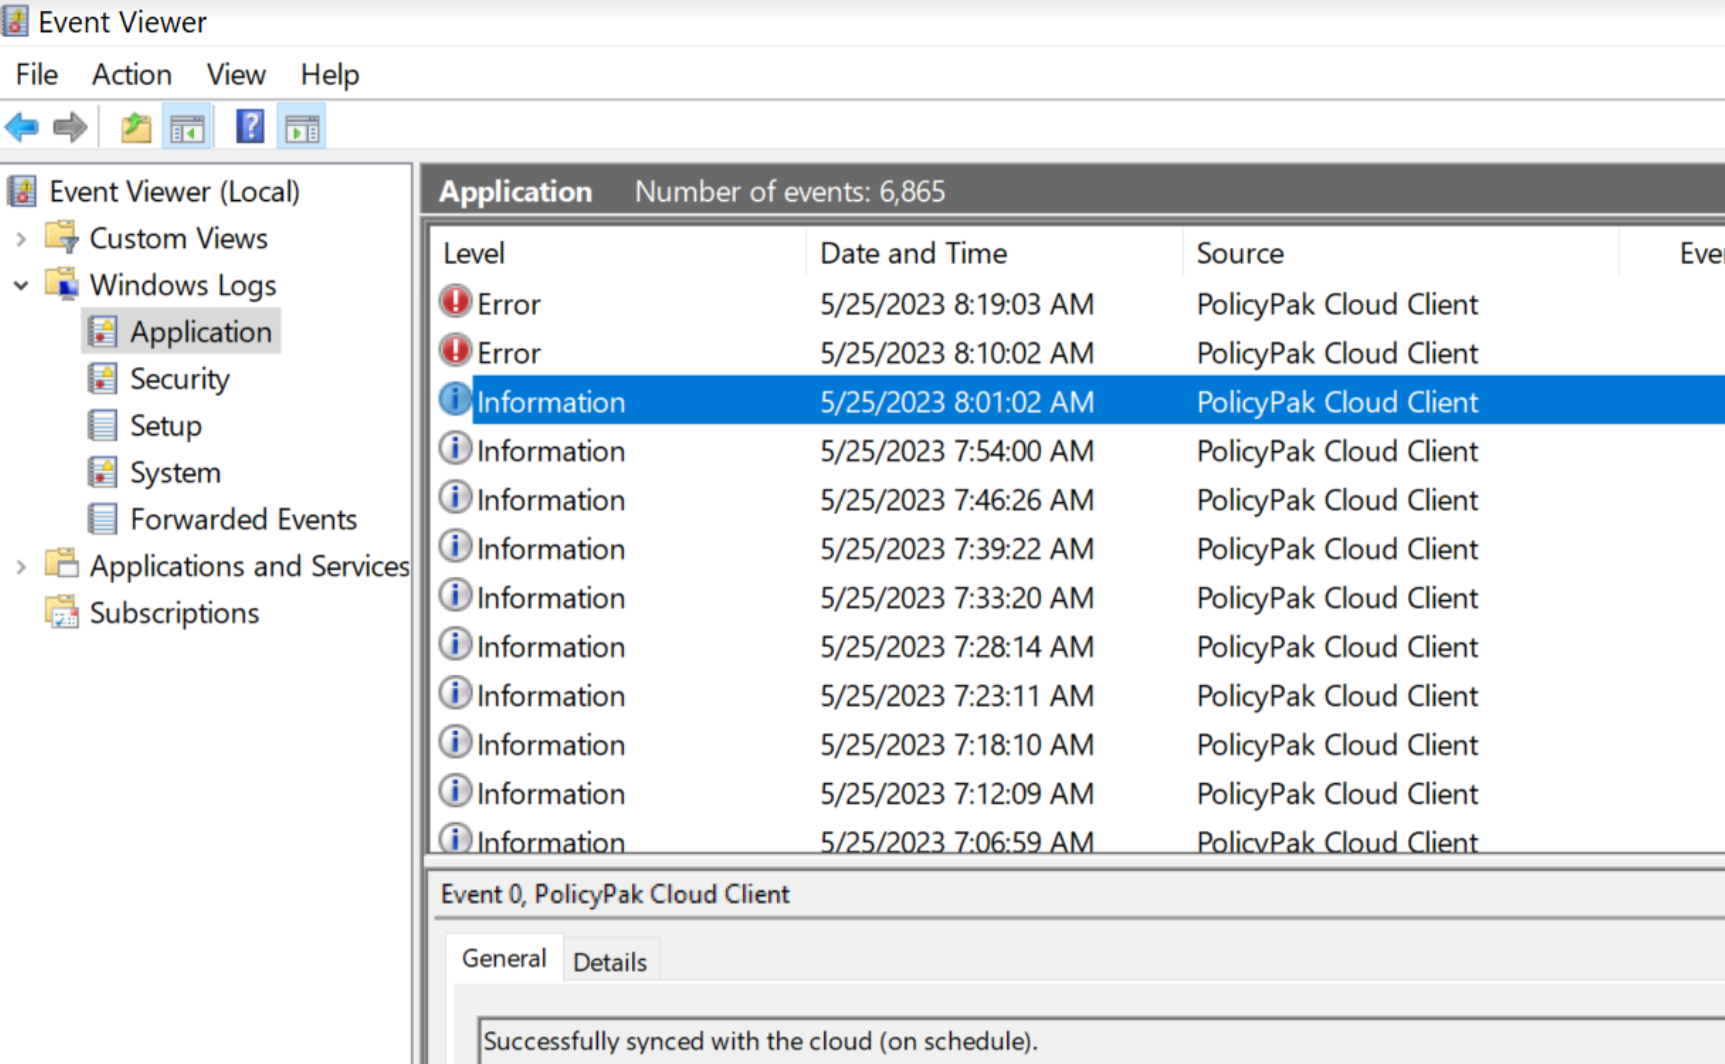 Event Viewer
File Action View Help
Event Viewer (Local)
Custom Views
Windows Logs
Application
Security
Setup
System
Forwarded Events
Applications and Services
Subscriptions
Application Number of events: 6,865
Level Date and Time Source
Error 5/25/2023 8:19:03 AM PolicyPak Cloud Client
Error 5/25/2023 8:10:02 AM PolicyPak Cloud Client
Information 5/25/2023 8:01:02 AM PolicyPak Cloud Client
Information 5/25/2023 7:54:00 AM PolicyPak Cloud Client
Information 5/25/2023 7:46:26 AM PolicyPak Cloud Client
Information 5/25/2023 7:39:22 AM PolicyPak Cloud Client
Information 5/25/2023 7:33:20 AM PolicyPak Cloud Client
Information 5/25/2023 7:28:14 AM PolicyPak Cloud Client
Information 5/25/2023 7:23:11 AM PolicyPak Cloud Client
Information 5/25/2023 7:18:10 AM PolicyPak Cloud Client
Information 5/25/2023 7:12:09 AM PolicyPak Cloud Client
Information 5/25/2023 7:06:59 AM PolicyPak Cloud Client
Event 0, PolicyPak Cloud Client
General Details
Successfully synced with the cloud (on schedule).